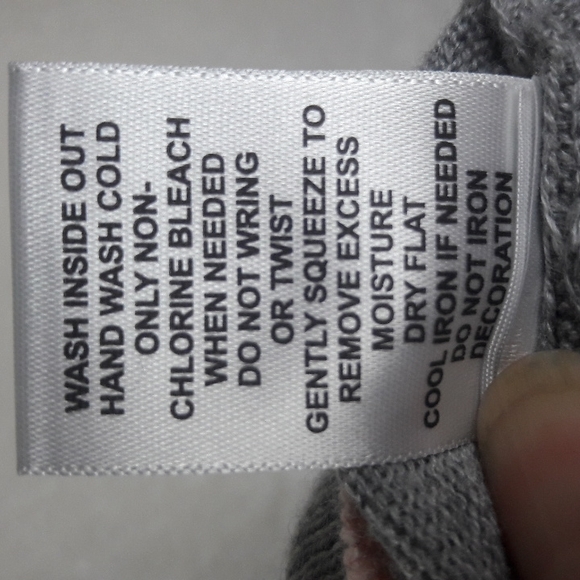 WASH INSIDE OUT
HAND WASH COLD
ONLY NON-
CHLORINE BLEACH
WHEN NEEDED
DO NOT WRING
OR TWIST
GENTLY SQUEEZE TO
REMOVE EXCESS
MOISTURE
DRY FLAT
COOL IRON IF NEEDED
DO NOT IRON
DECORATION